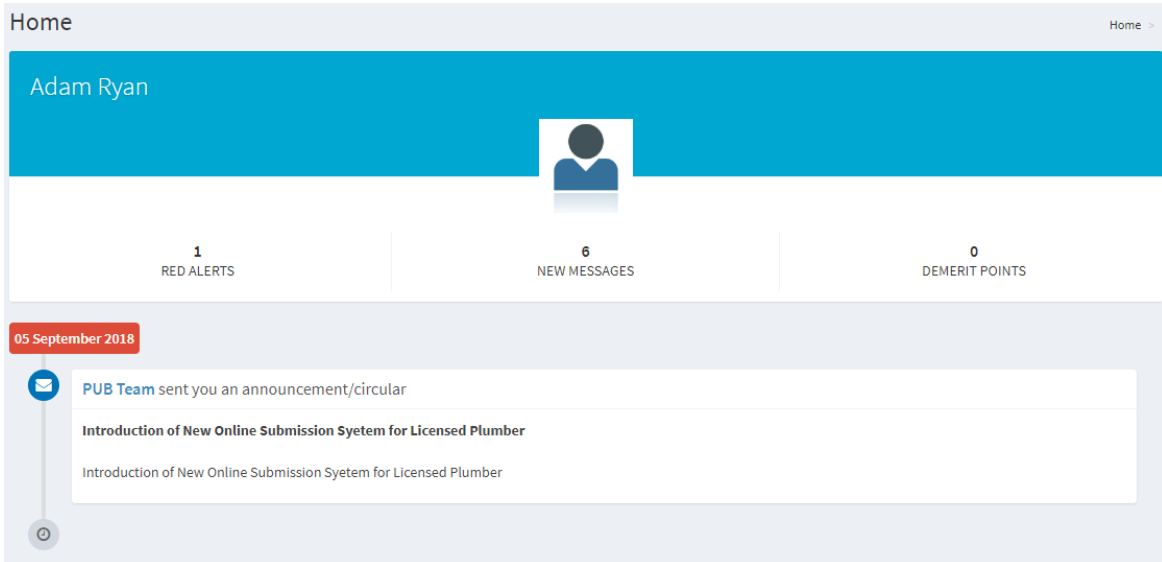 Home
Home >
Adam Ryan
1
RED ALERTS
6
NEW MESSAGES
0
DEMERIT POINTS
05 September 2018
PUB Team sent you an announcement/circular
Introduction of New Online Submission Syetem for Licensed Plumber
Introduction of New Online Submission Syetem for Licensed Plumber